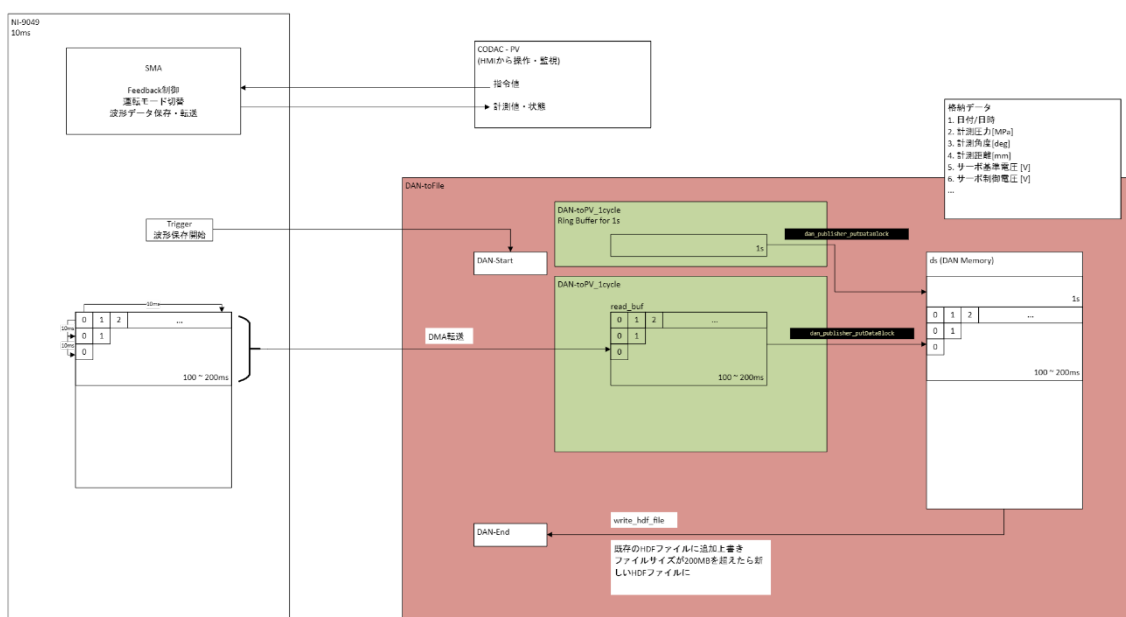 NI-9049
10ms
SMA
Feedback制御
運転モード切替
波形データ保存・転送
CODAC - PV
(HMIから操作・監視)
指令値
計測値・状態
格納データ
1. 日付/日時
2. 計測圧力[MPa]
3. 計測角度[deg]
4. 計測距離[mm]
5. サーボ基準電圧 [V]
6. サーボ制御電圧 [V]
...
DAN-toFile
Trigger
波形保存開始
DAN-Start
DAN-toPV_1cycle
Ring Buffer for 1s
1s
dan_publisher_putDataBlock
ds (DAN Memory)
1s
10ms
10ms
10ms
0 1 2 ...
0 1
0
100 ~ 200ms
DMA転送
DAN-toPV_1cycle
read_buf
0 1 2 ...
0 1
0
100 ~ 200ms
dan_publisher_putDataBlock
0 1 2 ...
0 1
0
100 ~ 200ms
DAN-End
write_hdf_file
既存のHDFファイルに追加上書き
ファイルサイズが200MBを超えたら新
しいHDFファイルに